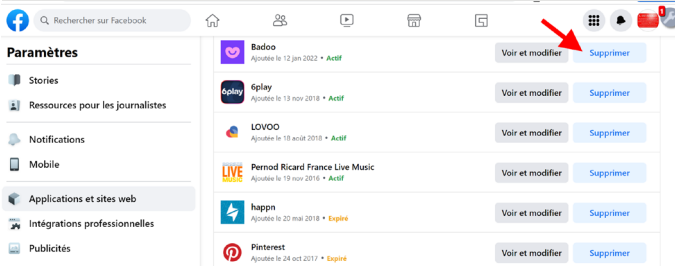 Rechercher sur Facebook
1
Paramètres
Stories
Ressources pour les journalistes
Notifications
Mobile
Applications et sites web
Intégrations professionnelles
Publicités
Badoo
Ajoutée le 12 jan 2022 • Actif
Voir et modifier
Supprimer
6play
6play
Ajoutée le 13 nov 2018 • Actif
Voir et modifier
Supprimer
LOVOO
Ajoutée le 18 août 2018 • Actif
Voir et modifier
Supprimer
LIVE
MUSIC
Pernod Ricard France Live Music
Ajoutée le 19 nov 2016 • Actif
Voir et modifier
Supprimer
happn
Ajoutée le 20 mai 2018 • Expiré
Voir et modifier
Supprimer
Pinterest
Ajoutée le 24 oct 2017 • Expiré
Voir et modifier
Supprimer